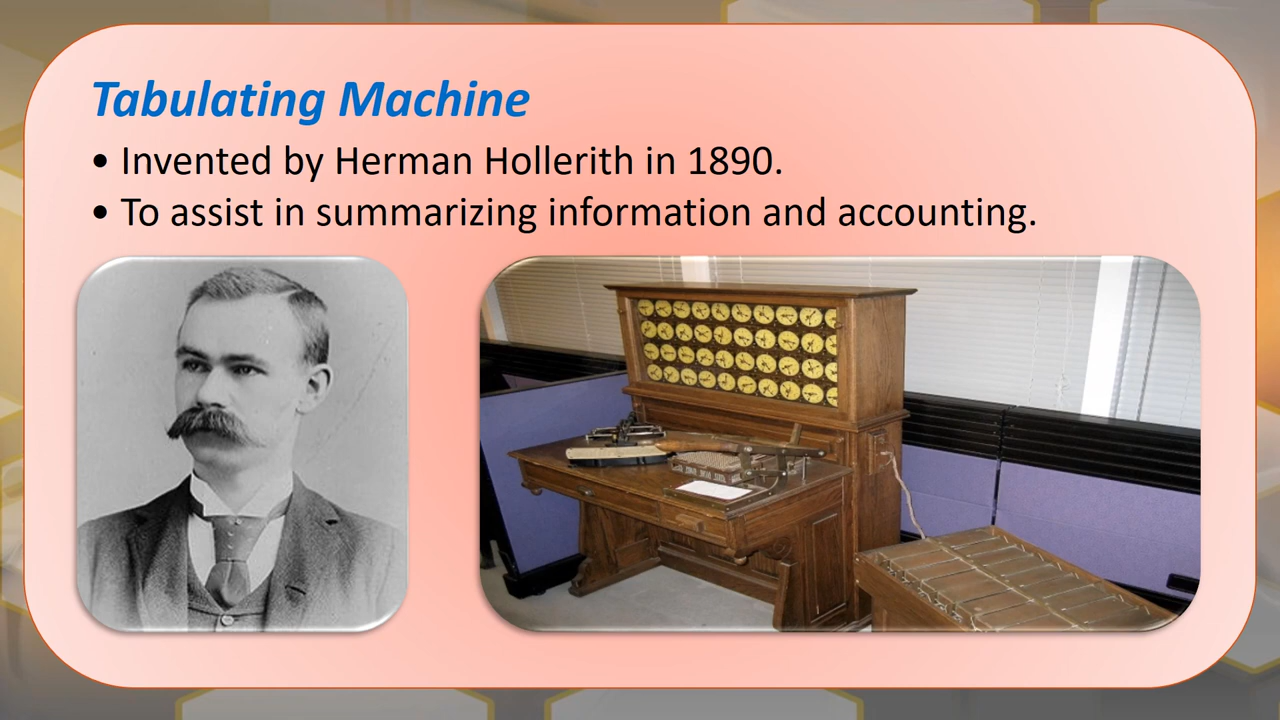 Tabulating Machine
• Invented by Herman Hollerith in 1890.
• To assist in summarizing information and accounting.